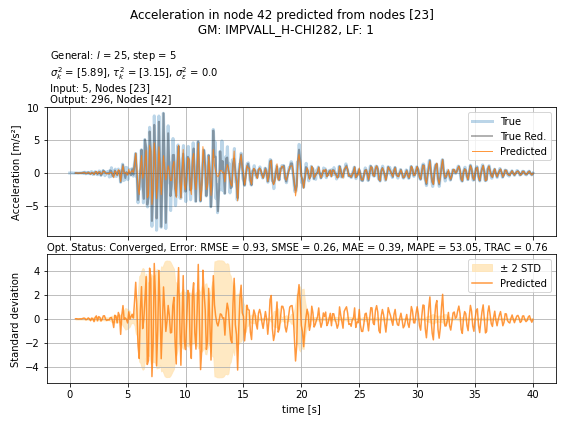 Acceleration in node 42 predicted from nodes [23]
GM: IMPVALL_H-CHI282, LF: 1
General: l = 25, step = 5
σ²ₖ = [5.89], τ²ₖ = [3.15], σ²ε = 0.0
Input: 5, Nodes [23]
Output: 296, Nodes [42]
Acceleration [m/s²]
10
5
0
−5
True
True Red.
Predicted
Opt. Status: Converged, Error: RMSE = 0.93, SMSE = 0.26, MAE = 0.39, MAPE = 53.05, TRAC = 0.76
Standard deviation
4
2
0
−2
−4
± 2 STD
Predicted
0 5 10 15 20 25 30 35 40
time [s]